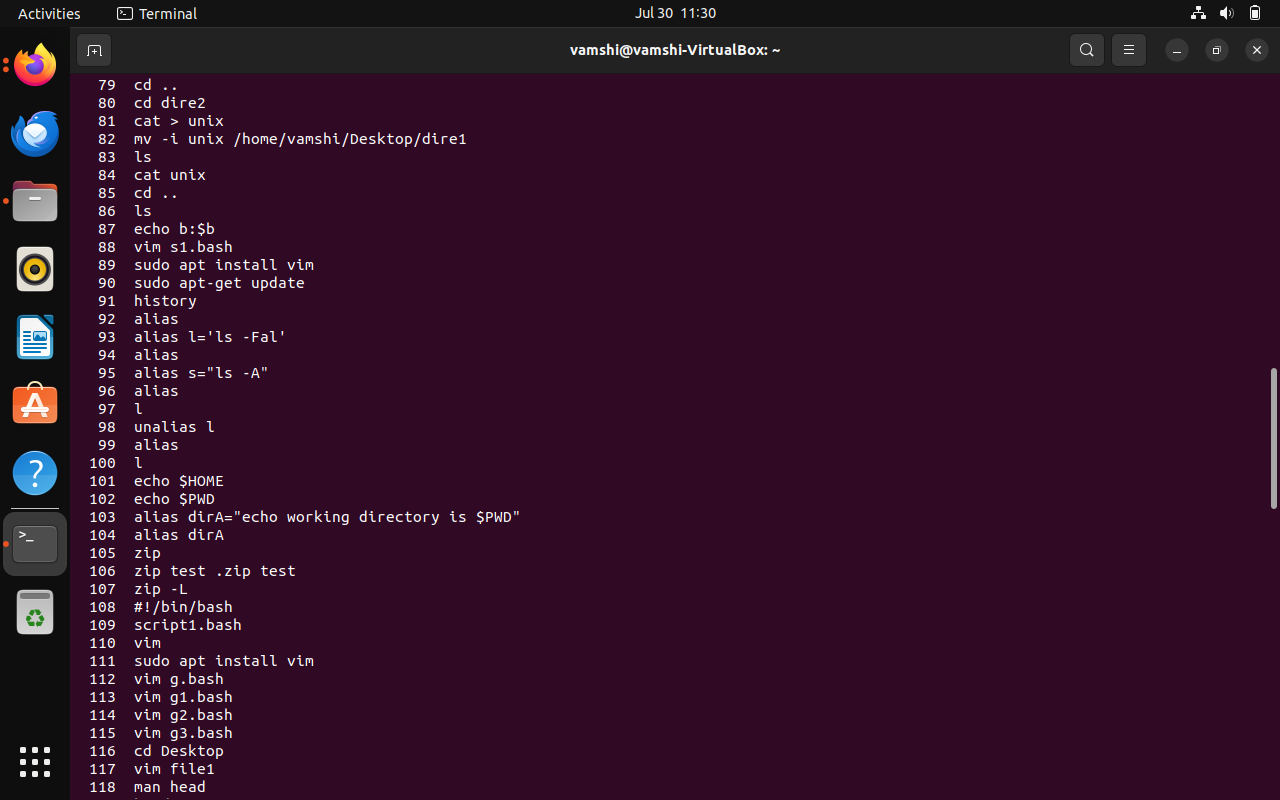 Activities
Terminal
Jul 30 11:30
vamshi@vamshi-VirtualBox: ~
79 cd ..
80 cd dire2
81 cat > unix
82 mv -i unix /home/vamshi/Desktop/dire1
83 ls
84 cat unix
85 cd ..
86 ls
87 echo b:$b
88 vim s1.bash
89 sudo apt install vim
90 sudo apt-get update
91 history
92 alias
93 alias l='ls -Fal'
94 alias
95 alias s="ls -A"
96 alias
97 l
98 unalias l
99 alias
100 l
101 echo $HOME
102 echo $PWD
103 alias dirA="echo working directory is $PWD"
104 alias dirA
105 zip
106 zip test .zip test
107 zip -L
108 #!/bin/bash
109 script1.bash
110 vim
111 sudo apt install vim
112 vim g.bash
113 vim g1.bash
114 vim g2.bash
115 vim g3.bash
116 cd Desktop
117 vim file1
118 man head